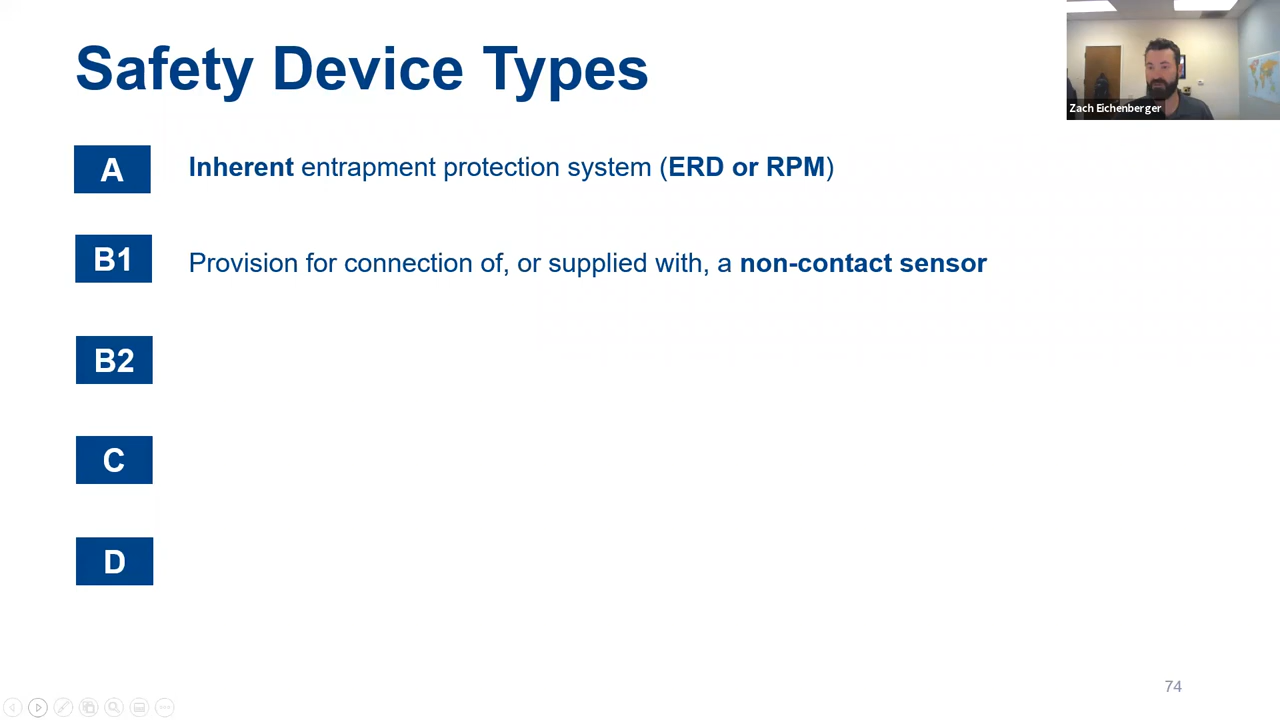 Safety Device Types
Zach Eichenberger
A
Inherent entrapment protection system (ERD or RPM)
B1
Provision for connection of, or supplied with, a non-contact sensor
B2
C
D
74